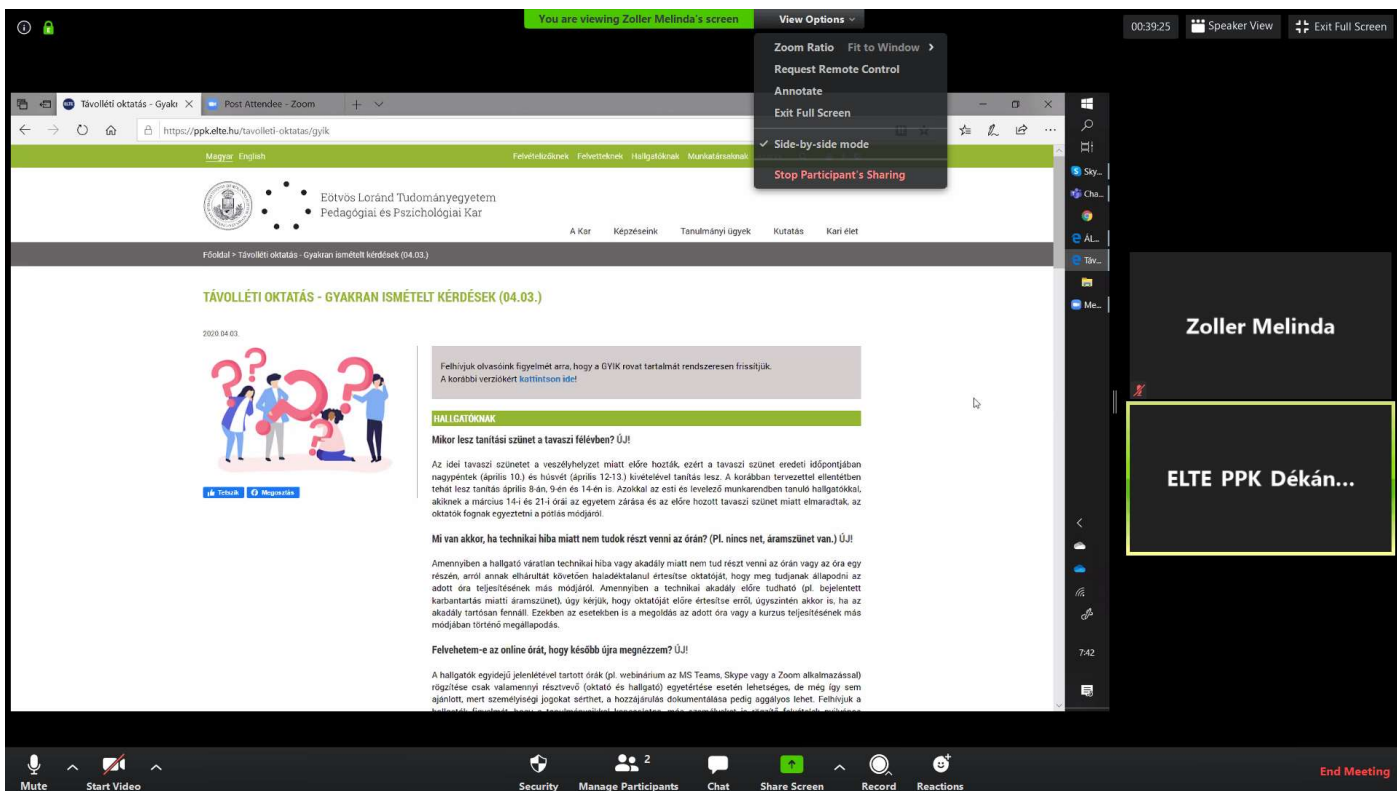 You are viewing Zoller Melinda's screen
View Options
00:39:25
Speaker View
Exit Full Screen
Zoom Ratio Fit to Window
Request Remote Control
Annotate
Exit Full Screen
Side-by-side mode
Stop Participant's Sharing
Távolléti oktatás - Gyaki
Post Attendee - Zoom
https://ppk.elte.hu/tavolleti-oktatas/gyik
Magyar English
Felvételizőknek Felvetteknek Hallgatóknak Munkatársaknak
Eötvös Loránd Tudományegyetem
Pedagógiai és Pszichológiai Kar
A Kar Képzéseink Tanulmányi ügyek Kutatás Kari élet
Főoldal > Távolléti oktatás - Gyakran ismételt kérdések (04.03.)
TÁVOLLÉTI OKTATÁS - GYAKRAN ISMÉTELT KÉRDÉSEK (04.03.)
2020.04.03.
Tetszik
Megosztás
Felhívjuk olvasóink figyelmét arra, hogy a GYIK rovat tartalmát rendszeresen frissítjük.
A korábbi verziókért kattintson ide!
HALLGATÓKNAK
Mikor lesz tanítási szünet a tavaszi félévben? ÚJ!
Az idei tavaszi szünetet a veszélyhelyzet miatt előre hozták, ezért a tavaszi szünet eredeti időpontjában
nagypéntek (április 10.) és húsvét (április 12-13.) kivételével tanítás lesz. A korábban tervezettel ellentétben
tehát lesz tanítás április 8-án, 9-én és 14-én is. Azokkal az esti és levelező munkarendben tanuló hallgatókkal,
akiknek a március 14-i és 21-i órái az egyetem zárása és az előre hozott tavaszi szünet miatt elmaradtak, az
oktatók fognak egyeztetni a pótlás módjáról.
Mi van akkor, ha technikai hiba miatt nem tudok részt venni az órán? (Pl. nincs net, áramszünet van.) ÚJ!
Amennyiben a hallgató váratlan technikai hiba vagy akadály miatt nem tud részt venni az órán vagy az óra egy
részén, arról annak elhárultát követően haladéktalanul értesítse oktatóját, hogy meg tudjanak állapodni az
adott óra teljesítésének más módjáról. Amennyiben a technikai akadály előre tudható (pl. bejelentett
karbantartás miatti áramszünet), úgy kérjük, hogy oktatóját előre értesítse erről, úgyszintén akkor is, ha az
akadály tartósan fennáll. Ezekben az esetekben is a megoldás az adott óra vagy a kurzus teljesítésének más
módjában történő megállapodás.
Felvehetem-e az online órát, hogy később újra megnézzem? ÚJ!
A hallgatók egyidejű jelenlétével tartott órák (pl. webinárium az MS Teams, Skype vagy a Zoom alkalmazással)
rögzítése csak valamennyi résztvevő (oktató és hallgató) egyetértése esetén lehetséges, de még így sem
ajánlott, mert személyiségi jogokat sérthet, a hozzájárulás dokumentálása pedig aggályos lehet. Felhívjuk a
Sky...
Cha...
ÁL...
Táv...
Me...
7:42
Zoller Melinda
ELTE PPK Dékán...
Mute
Start Video
Security
Manage Participants
2
Chat
Share Screen
Record
Reactions
End Meeting